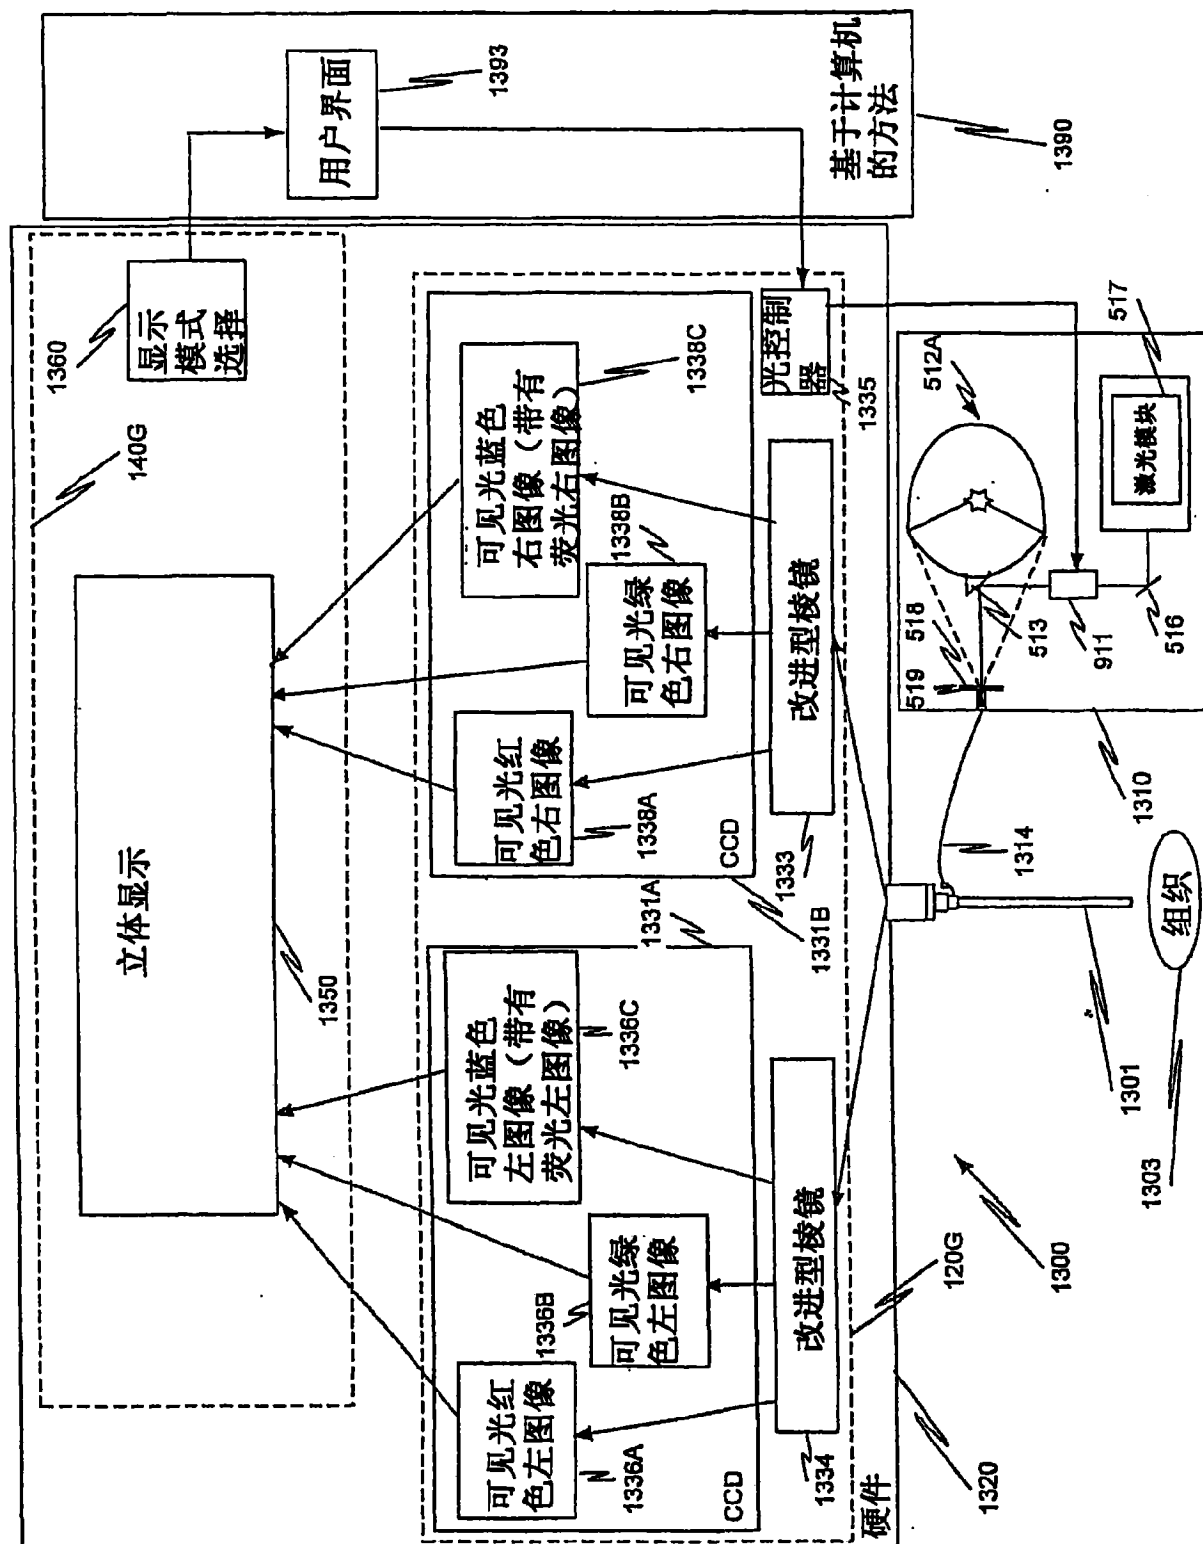 140G
立体显示
1350
1360
显示
模式
选择
用户界面
1393
基于计算机
的方法
1390
可见光红
色左图像
1336A
1336B
可见光绿
色左图像
可见光蓝色
左图像（带有
荧光左图像）
1336C
CCD
1331A
改进型棱镜
1334
可见光红
色右图像
1338A
可见光绿
色右图像
1338B
可见光蓝色
右图像（带有
荧光右图像）
1338C
CCD
1331B
改进型棱镜
1333
光控制
器
1335
硬件
1320
120G
1300
1301
1303
组织
1314
1310
519
518
513
911
516
512A
517
激光模块